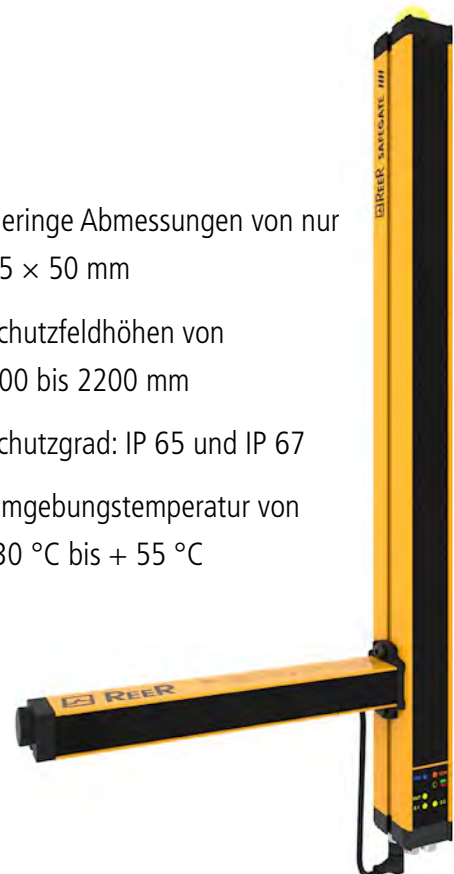 eringe Abmessungen von nur
5 × 50 mm
chutzfeldhöhen von
00 bis 2200 mm
chutzgrad: IP 65 und IP 67
mgebungstemperatur von
30 °C bis + 55 °C
REER SAFEGATE
REER